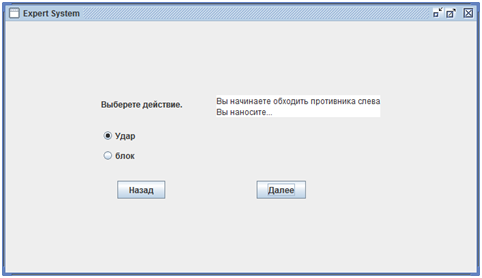 Expert System
Выберете действие.
Вы начинаете обходить противника слева
Вы наносите...
Удар
блок
Назад
Далее